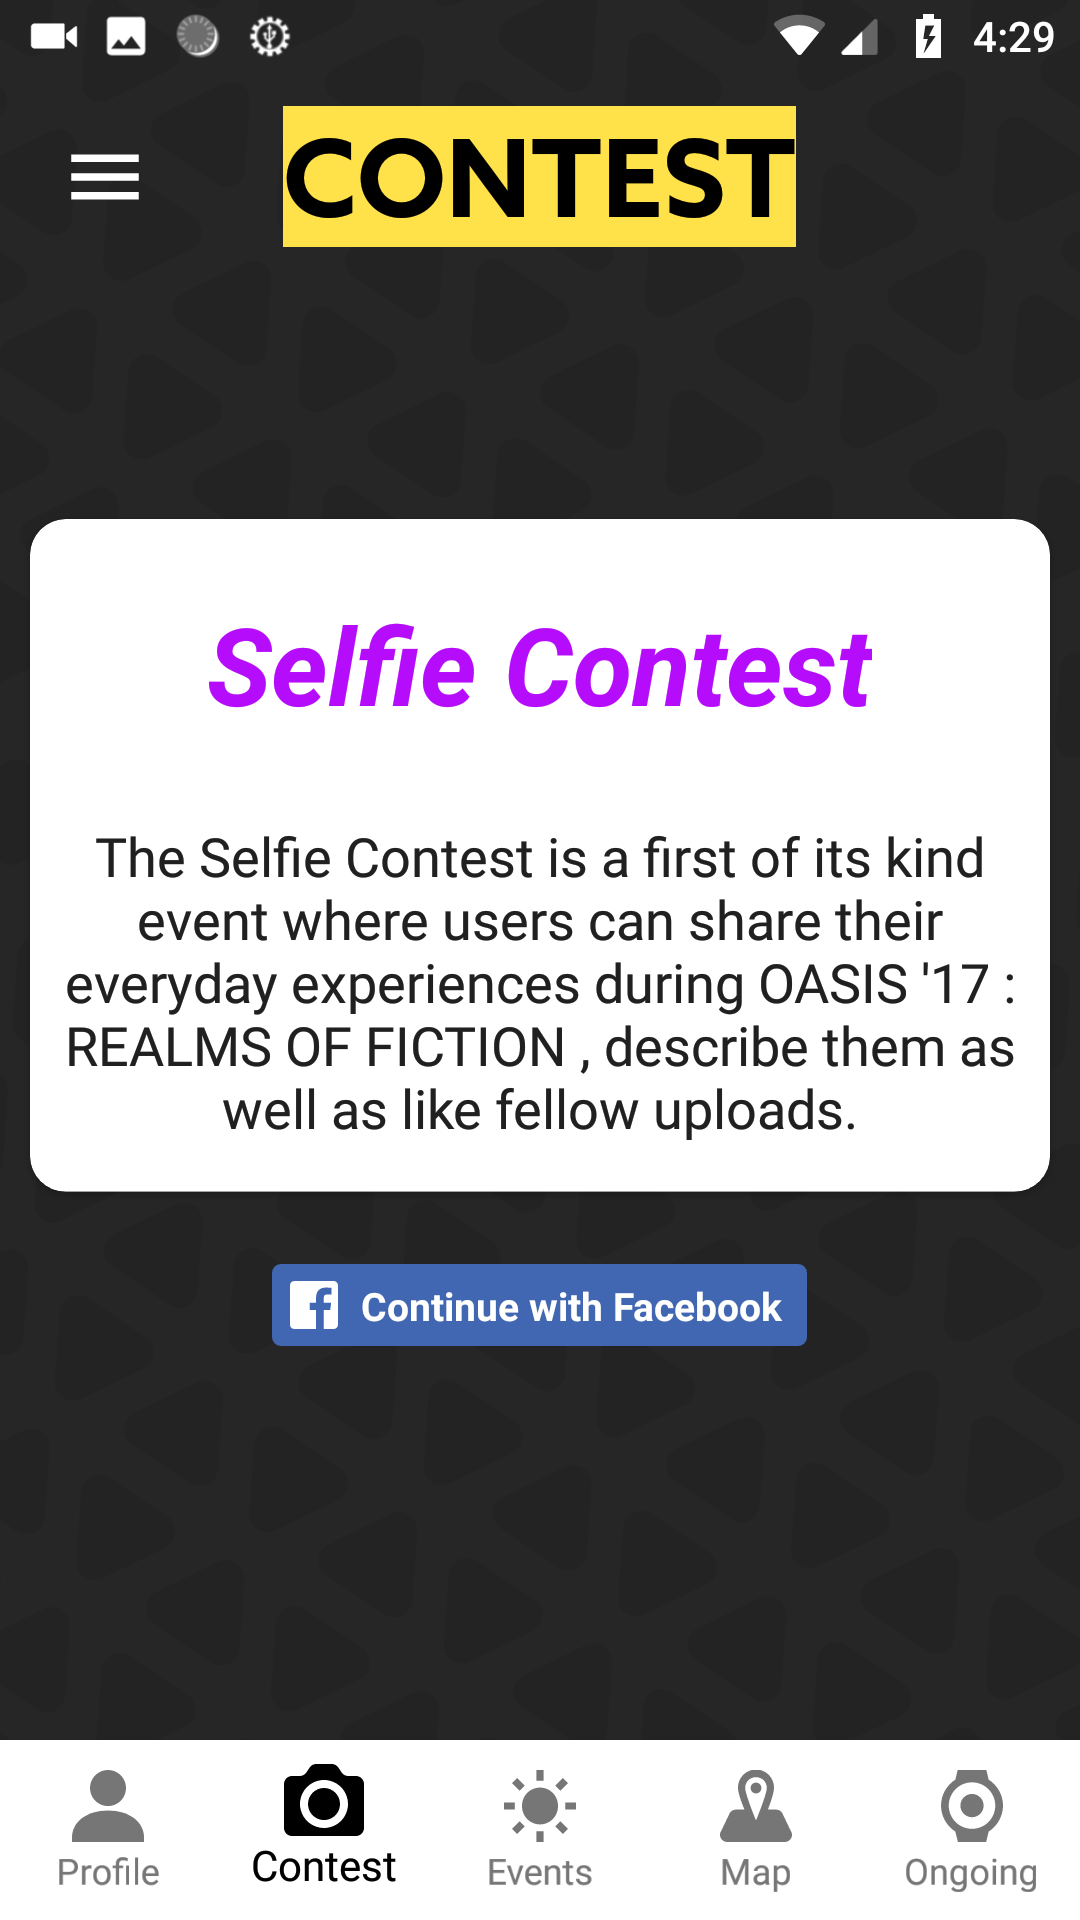 4:29
CONTEST
Selfie Contest
The Selfie Contest is a first of its kind
event where users can share their
everyday experiences during OASIS '17 :
REALMS OF FICTION , describe them as
well as like fellow uploads.
Continue with Facebook
Profile
Contest
Events
Map
Ongoing